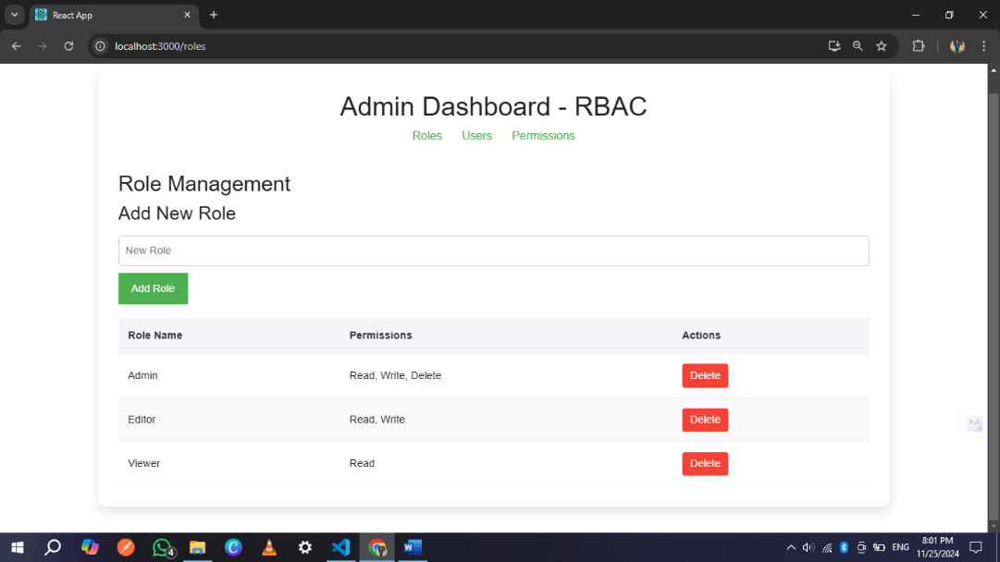 React App
localhost:3000/roles
Admin Dashboard - RBAC
Roles Users Permissions
Role Management
Add New Role
New Role
Add Role
Role Name Permissions Actions
Admin Read, Write, Delete Delete
Editor Read, Write Delete
Viewer Read Delete
4
ENG
8:01 PM
11/25/2024